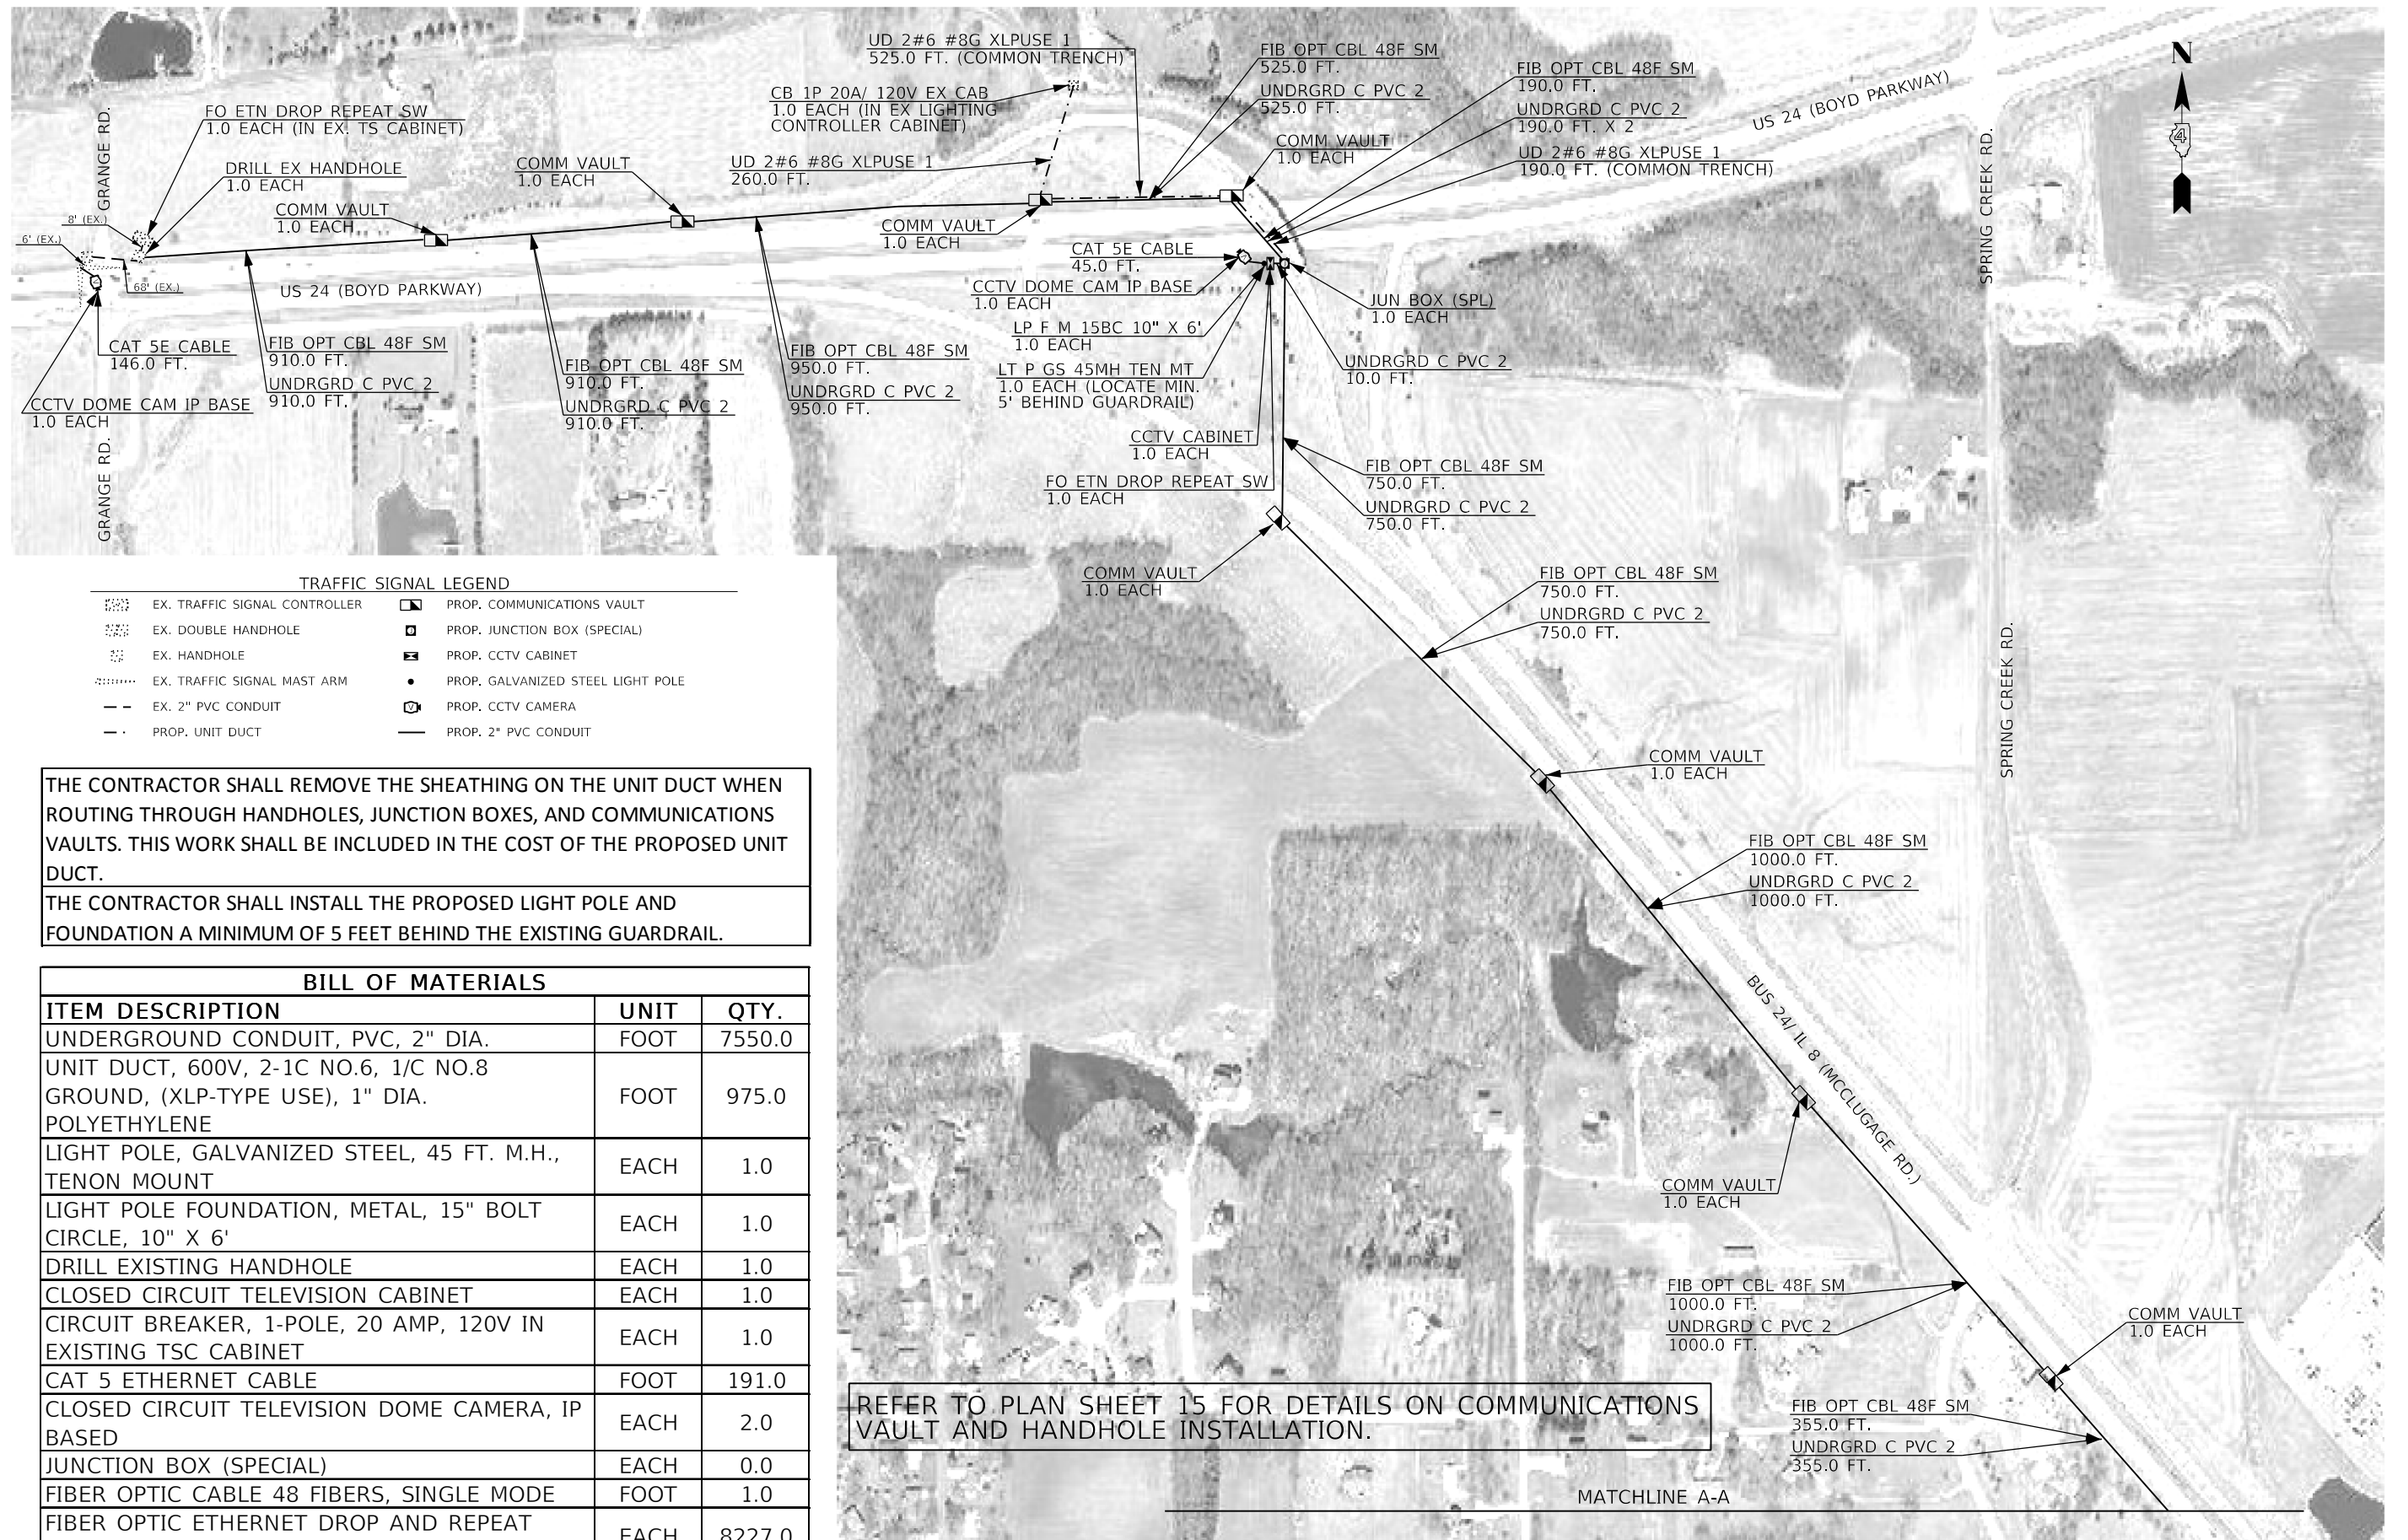 UD 2#6 #8G XLPUSE 1
525.0 FT. (COMMON TRENCH)
FIB OPT CBL 48F SM
525.0 FT.
UNDRGRD C PVC 2
525.0 FT.
FIB OPT CBL 48F SM
190.0 FT.
UNDRGRD C PVC 2
190.0 FT. X 2
UD 2#6 #8G XLPUSE 1
190.0 FT. (COMMON TRENCH)
US 24 (BOYD PARKWAY)
N
4
SPRING CREEK RD.
GRANGE RD.
FO ETN DROP REPEAT SW
1.0 EACH (IN EX. TS CABINET)
DRILL EX HANDHOLE
1.0 EACH
COMM VAULT
1.0 EACH
COMM VAULT
1.0 EACH
CB 1P 20A/ 120V EX CAB
1.0 EACH (IN EX LIGHTING
CONTROLLER CABINET)
UD 2#6 #8G XLPUSE 1
260.0 FT.
COMM VAULT
1.0 EACH
COMM VAULT
1.0 EACH
8' (EX.)
6' (EX.)
68' (EX.)
US 24 (BOYD PARKWAY)
CAT 5E CABLE
146.0 FT.
CCTV DOME CAM IP BASE
1.0 EACH
GRANGE RD.
FIB OPT CBL 48F SM
910.0 FT.
UNDRGRD C PVC 2
910.0 FT.
FIB OPT CBL 48F SM
910.0 FT.
UNDRGRD C PVC 2
910.0 FT.
FIB OPT CBL 48F SM
950.0 FT.
UNDRGRD C PVC 2
950.0 FT.
CAT 5E CABLE
45.0 FT.
CCTV DOME CAM IP BASE
1.0 EACH
LP F M 15BC 10" X 6'
1.0 EACH
LT P GS 45MH TEN MT
1.0 EACH (LOCATE MIN.
5' BEHIND GUARDRAIL)
CCTV CABINET
1.0 EACH
FO ETN DROP REPEAT SW
1.0 EACH
JUN BOX (SPL)
1.0 EACH
UNDRGRD C PVC 2
10.0 FT.
FIB OPT CBL 48F SM
750.0 FT.
UNDRGRD C PVC 2
750.0 FT.
COMM VAULT
1.0 EACH
FIB OPT CBL 48F SM
750.0 FT.
UNDRGRD C PVC 2
750.0 FT.
SPRING CREEK RD.
COMM VAULT
1.0 EACH
FIB OPT CBL 48F SM
1000.0 FT.
UNDRGRD C PVC 2
1000.0 FT.
BUS 24/ IL 8 (MCCLUGAGE RD.)
COMM VAULT
1.0 EACH
FIB OPT CBL 48F SM
1000.0 FT.
UNDRGRD C PVC 2
1000.0 FT.
COMM VAULT
1.0 EACH
FIB OPT CBL 48F SM
355.0 FT.
UNDRGRD C PVC 2
355.0 FT.
MATCHLINE A-A
REFER TO PLAN SHEET 15 FOR DETAILS ON COMMUNICATIONS
VAULT AND HANDHOLE INSTALLATION.
TRAFFIC SIGNAL LEGEND
EX. TRAFFIC SIGNAL CONTROLLER
EX. DOUBLE HANDHOLE
EX. HANDHOLE
EX. TRAFFIC SIGNAL MAST ARM
EX. 2" PVC CONDUIT
PROP. UNIT DUCT
PROP. COMMUNICATIONS VAULT
PROP. JUNCTION BOX (SPECIAL)
PROP. CCTV CABINET
PROP. GALVANIZED STEEL LIGHT POLE
PROP. CCTV CAMERA
PROP. 2" PVC CONDUIT
THE CONTRACTOR SHALL REMOVE THE SHEATHING ON THE UNIT DUCT WHEN
ROUTING THROUGH HANDHOLES, JUNCTION BOXES, AND COMMUNICATIONS
VAULTS. THIS WORK SHALL BE INCLUDED IN THE COST OF THE PROPOSED UNIT
DUCT.
THE CONTRACTOR SHALL INSTALL THE PROPOSED LIGHT POLE AND
FOUNDATION A MINIMUM OF 5 FEET BEHIND THE EXISTING GUARDRAIL.
BILL OF MATERIALS
ITEM DESCRIPTION UNIT QTY.
UNDERGROUND CONDUIT, PVC, 2" DIA. FOOT 7550.0
UNIT DUCT, 600V, 2-1C NO.6, 1/C NO.8
GROUND, (XLP-TYPE USE), 1" DIA. FOOT 975.0
POLYETHYLENE
LIGHT POLE, GALVANIZED STEEL, 45 FT. M.H.,
TENON MOUNT EACH 1.0
LIGHT POLE FOUNDATION, METAL, 15" BOLT
CIRCLE, 10" X 6' EACH 1.0
DRILL EXISTING HANDHOLE EACH 1.0
CLOSED CIRCUIT TELEVISION CABINET EACH 1.0
CIRCUIT BREAKER, 1-POLE, 20 AMP, 120V IN
EXISTING TSC CABINET EACH 1.0
CAT 5 ETHERNET CABLE FOOT 191.0
CLOSED CIRCUIT TELEVISION DOME CAMERA, IP
BASED EACH 2.0
JUNCTION BOX (SPECIAL) EACH 0.0
FIBER OPTIC CABLE 48 FIBERS, SINGLE MODE FOOT 1.0
FIBER OPTIC ETHERNET DROP AND REPEAT
EACH 8227.0